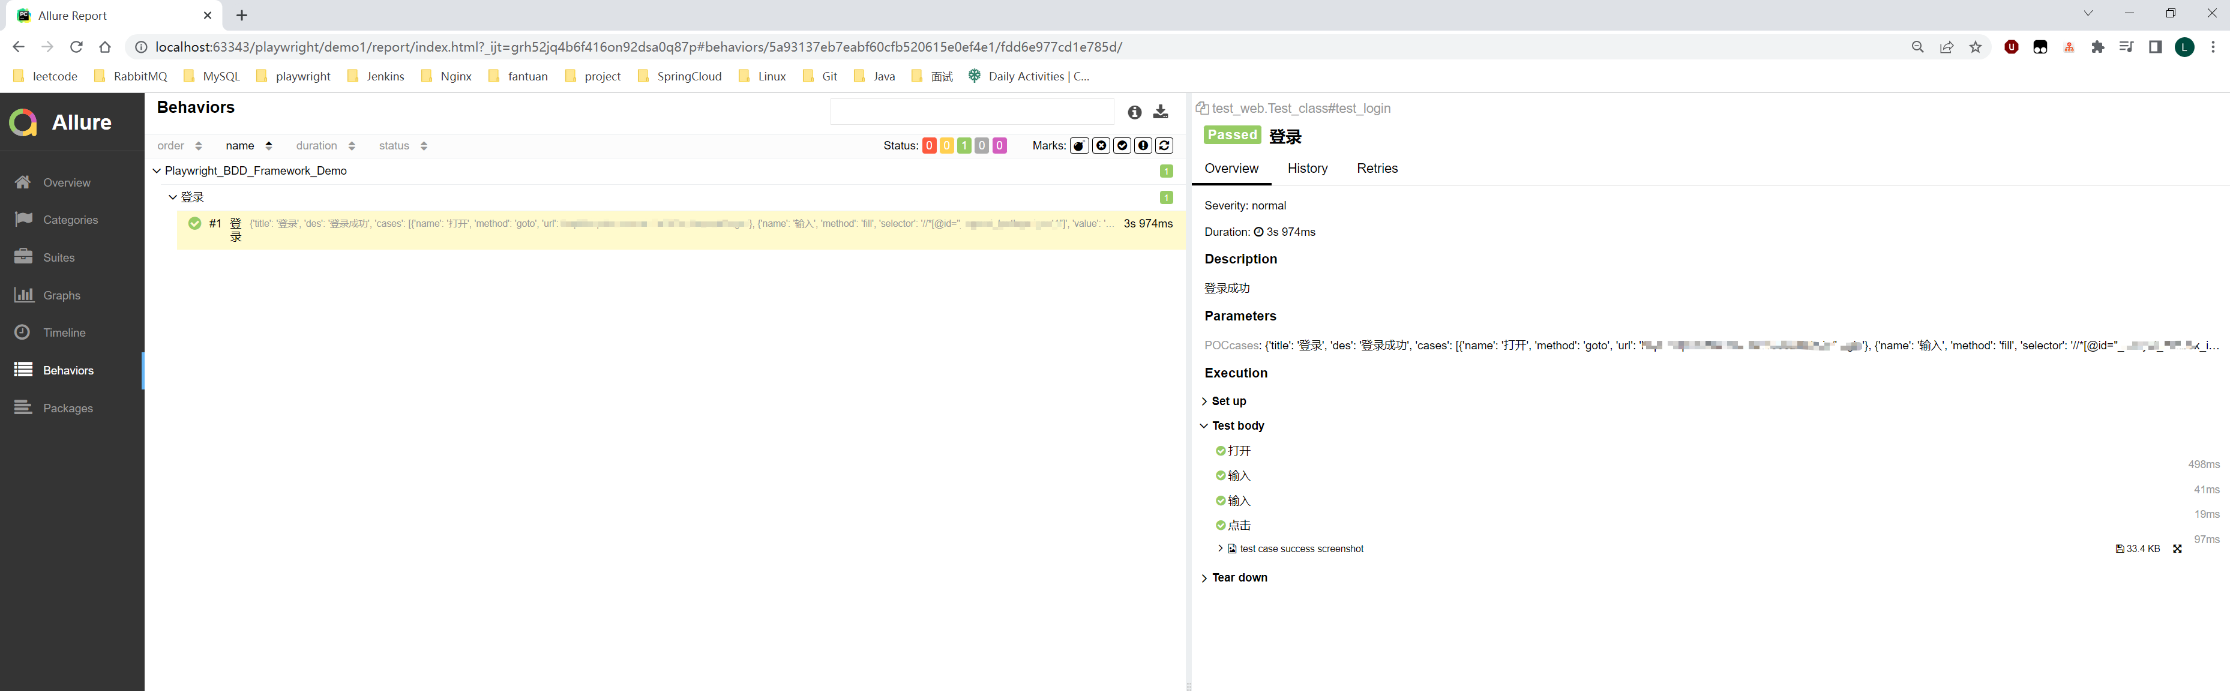 Allure Report
localhost:63343/playwright/demo1/report/index.html?_ijt=grh52jq4b6f416on92dsa0q87p#behaviors/5a93137eb7eabf60cfb520615e0ef4e1/fdd6e977cd1e785d/
L
leetcode RabbitMQ MySQL playwright Jenkins Nginx fantuan project SpringCloud Linux Git Java 面试 Daily Activities | C...
Allure
Overview
Categories
Suites
Graphs
Timeline
Behaviors
Packages
Behaviors
order name duration status Status: 0 0 1 0 0 Marks:
Playwright_BDD_Framework_Demo 1
登录 1
#1 登录 {'title': '登录', 'des': '登录成功', 'cases': [{'name': '打开', 'method': 'goto', 'url': }, {'name': '输入', 'method': 'fill', 'selector': '//*[@id="_ ]', 'value': '... 3s 974ms
test_web.Test_class#test_login
Passed 登录
Overview History Retries
Severity: normal
Duration: 3s 974ms
Description
登录成功
Parameters
POCcases: {'title': '登录', 'des': '登录成功', 'cases': [{'name': '打开', 'method': 'goto', 'url': '}, {'name': '输入', 'method': 'fill', 'selector': '//*[@id="_ x_i...
Execution
Set up
Test body
打开
498ms
输入
41ms
输入
19ms
点击
97ms
test case success screenshot 33.4 KB
Tear down